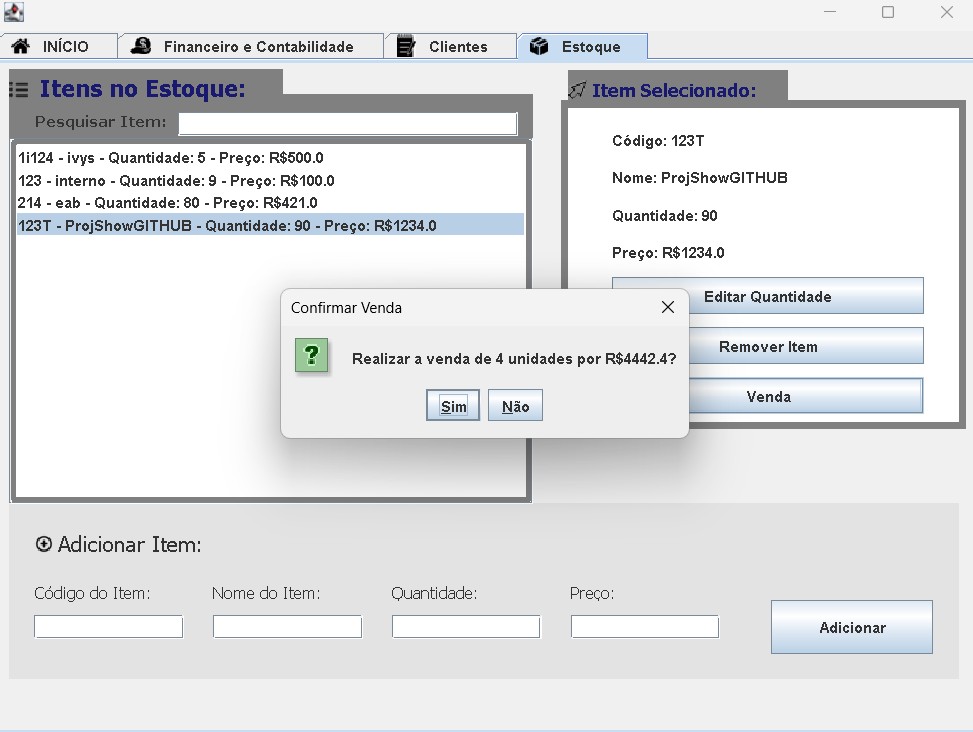 INÍCIO
Financeiro e Contabilidade
Clientes
Estoque
Itens no Estoque:
Pesquisar Item:
1i124 - ivys - Quantidade: 5 - Preço: R$500.0
123 - interno - Quantidade: 9 - Preço: R$100.0
214 - eab - Quantidade: 80 - Preço: R$421.0
123T - ProjShowGITHUB - Quantidade: 90 - Preço: R$1234.0
Item Selecionado:
Código: 123T
Nome: ProjShowGITHUB
Quantidade: 90
Preço: R$1234.0
Editar Quantidade
Remover Item
Venda
Confirmar Venda
?
Realizar a venda de 4 unidades por R$4442.4?
Sim
Não
Adicionar Item:
Código do Item:
Nome do Item:
Quantidade:
Preço:
Adicionar